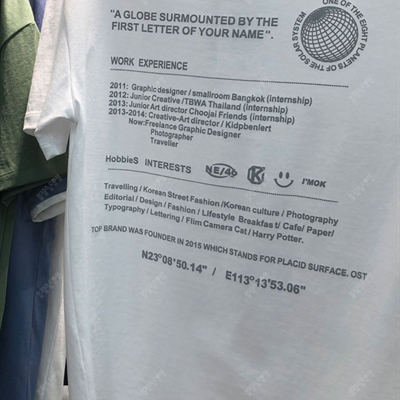 "A GLOBE SURMOUNTED BY THE
FIRST LETTER OF YOUR NAME".
ONE OF THE EIGHT PLANETS OF THE SOLAR SYSTEM
WORK EXPERIENCE
2011: Graphic designer / smallroom Bangkok (internship)
2012: Junior Creative /TBWA Thailand (internship)
2013: Junior Art director Choojai Friends (internship)
2013-2014: Creative-Art director / Kidpbenlert
Now:Freelance Graphic Designer
Photographer
Traveller
HobbieS INTERESTS NE/46 K I'MOK
Travelling / Korean Street Fashion /Korean culture / Photography
Editorial / Design / Fashion / Lifestyle Breakfast/ Cafe/ Paper/
Typography / Lettering / Flim Camera Cat / Harry Potter.
TOP BRAND WAS FOUNDER IN 2015 WHICH STANDS FOR PLACID SURFACE. OST
N23°08'50.14" / E113°13'53.06"